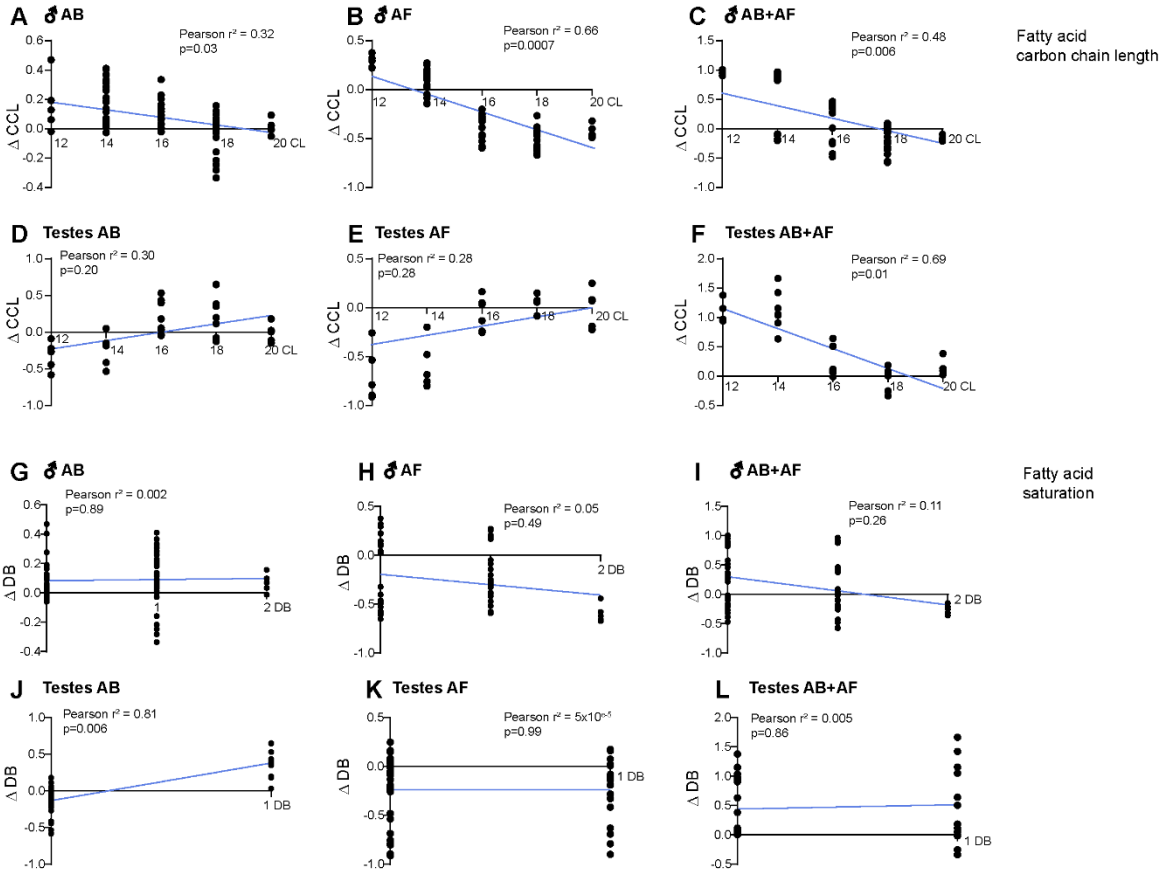 A ♂ AB
Pearson r² = 0.32
p=0.03
0.6
0.4
0.2
0.0
-0.2
-0.4
Δ CCL
12 14 16 18 20 CL
B ♂ AF
Pearson r² = 0.66
p=0.0007
0.5
0.0
-0.5
-1.0
12 14 16 18 20 CL
C ♂ AB+AF
Pearson r² = 0.48
p=0.006
1.5
1.0
0.5
0.0
-0.5
-1.0
Δ CCL
12 14 16 18 20 CL
Fatty acid
carbon chain length
D Testes AB
Pearson r² = 0.30
p=0.20
1.0
0.5
0.0
-0.5
-1.0
Δ CCL
12 14 16 18 20 CL
E Testes AF
Pearson r² = 0.28
p=0.28
0.5
0.0
-0.5
-1.0
Δ CCL
12 14 16 18 20 CL
F Testes AB+AF
Pearson r² = 0.69
p=0.01
2.0
1.5
1.0
0.5
0.0
-0.5
Δ CCL
12 14 16 18 20 CL
G ♂ AB
Pearson r² = 0.002
p=0.89
0.6
0.4
0.2
0.0
-0.2
-0.4
Δ DB
1 2 DB
H ♂ AF
Pearson r² = 0.05
p=0.49
0.5
0.0
-0.5
-1.0
Δ DB
2 DB
I ♂ AB+AF
Pearson r² = 0.11
p=0.26
1.5
1.0
0.5
0.0
-0.5
-1.0
Δ DB
2 DB
Fatty acid
saturation
J Testes AB
Pearson r² = 0.81
p=0.006
1.0
0.5
0.0
-0.5
-1.0
Δ DB
1 DB
K Testes AF
Pearson r² = 5x10ᵉ⁻⁵
p=0.99
0.5
0.0
-0.5
-1.0
Δ DB
1 DB
L Testes AB+AF
Pearson r² = 0.005
p=0.86
2.0
1.5
1.0
0.5
0.0
-0.5
Δ DB
1 DB